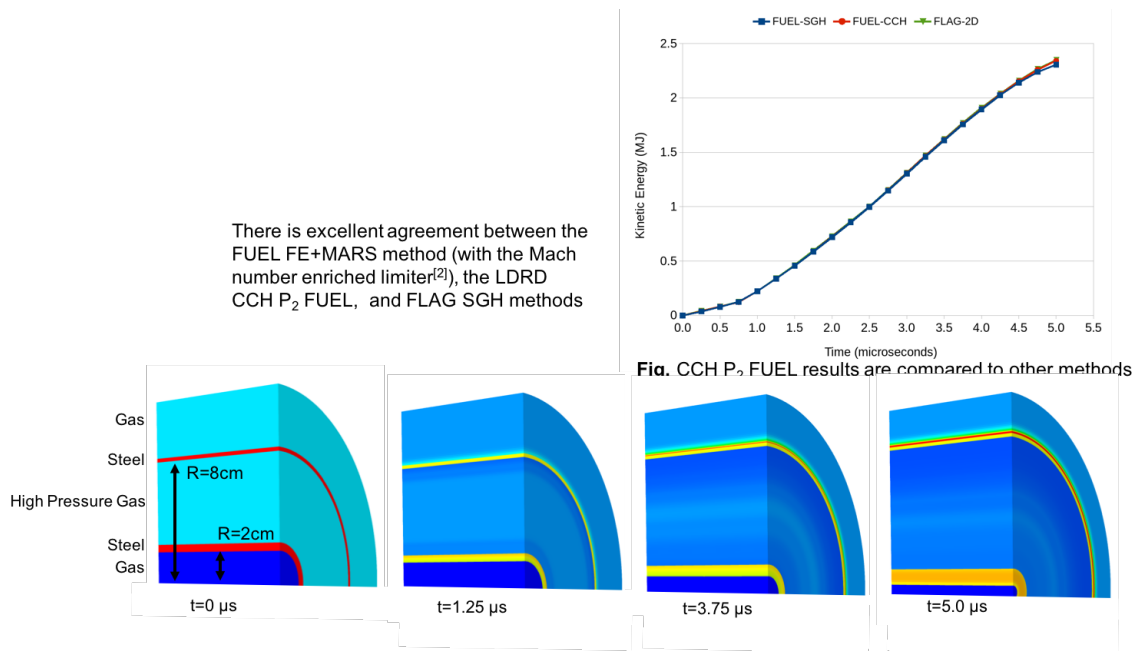 FUEL-SGH FUEL-CCH FLAG-2D
2.5
2
1.5
1
0.5
0
Kinetic Energy (MJ)
0.0 0.5 1.0 1.5 2.0 2.5 3.0 3.5 4.0 4.5 5.0 5.5
Time (microseconds)
Fig. CCH P₂ FUEL results are compared to other methods
There is excellent agreement between the
FUEL FE+MARS method (with the Mach
number enriched limiter[2]), the LDRD
CCH P₂ FUEL, and FLAG SGH methods
Gas
Steel
R=8cm
High Pressure Gas
R=2cm
Steel
Gas
t=0 µs
t=1.25 µs
t=3.75 µs
t=5.0 µs